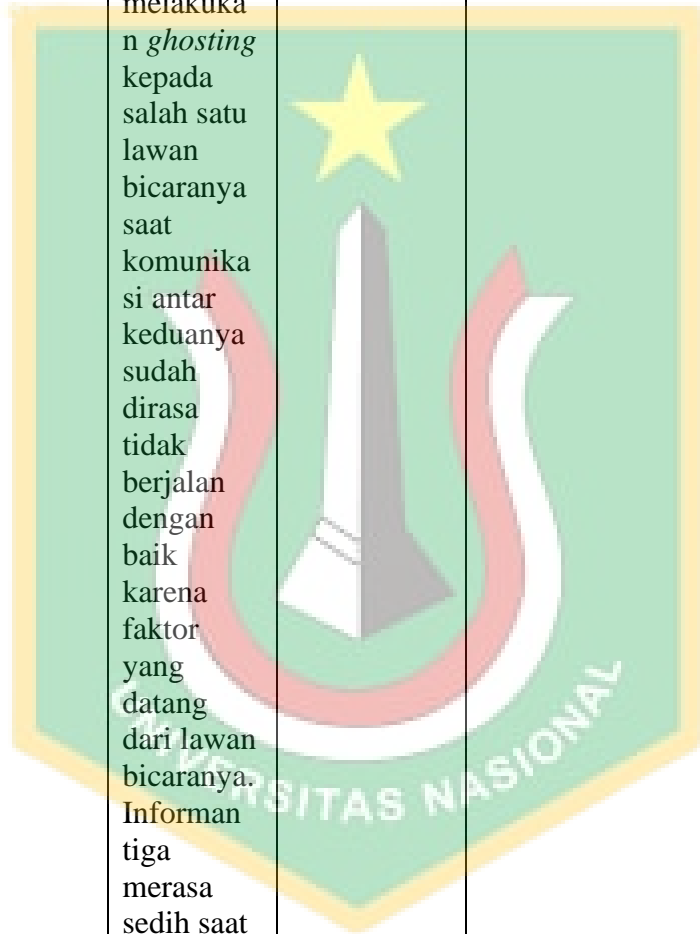 melakuka
n ghosting
kepada
salah satu
lawan
bicaranya
saat
komunika
si antar
keduanya
sudah
dirasa
tidak
berjalan
dengan
baik
karena
faktor
yang
datang
dari lawan
bicaranya.
Informan
tiga
merasa
sedih saat
UNIVERSITAS NASIONAL